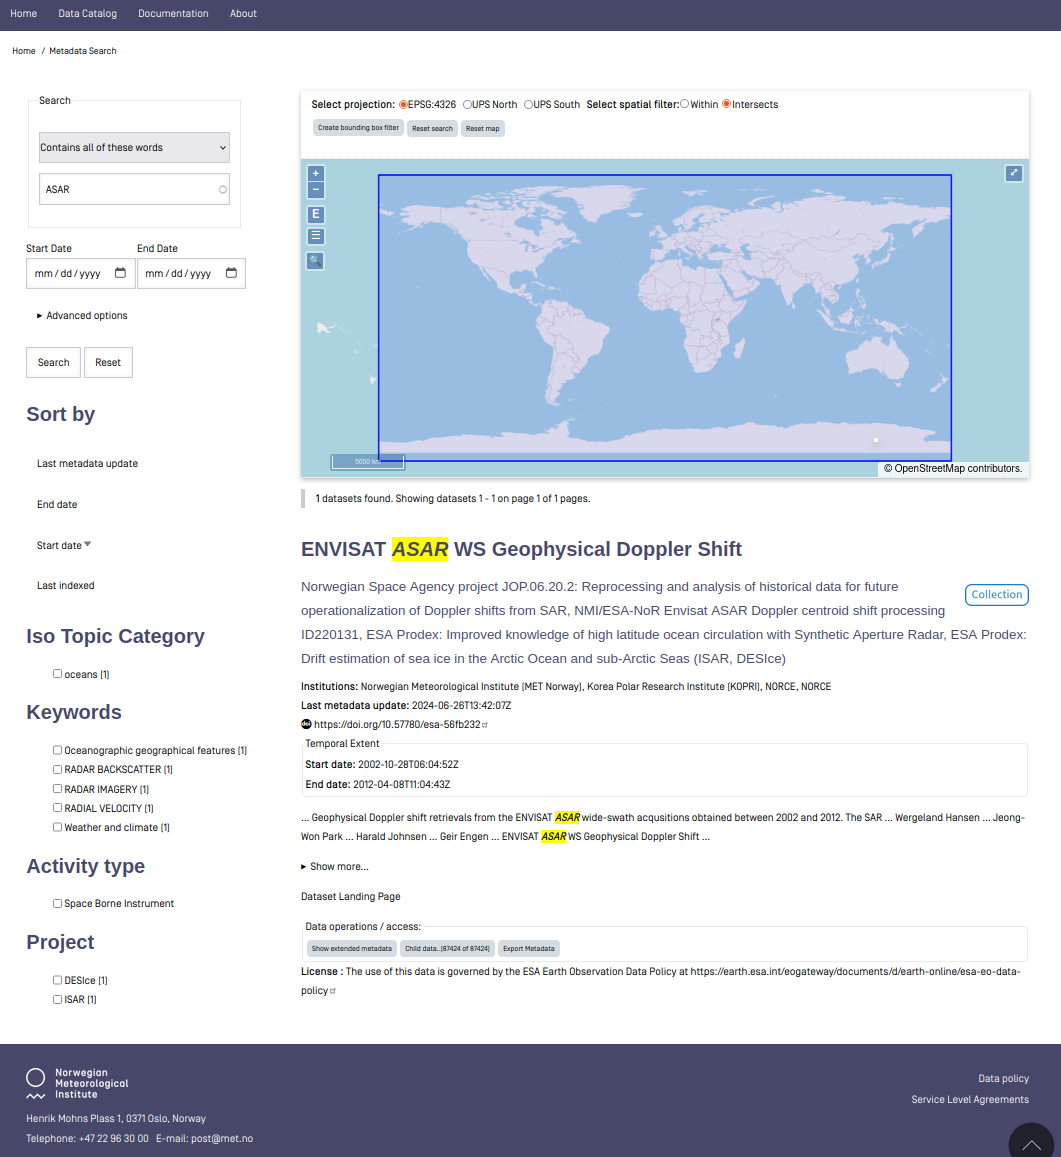 Home Data Catalog Documentation About
Home / Metadata Search
Search
Contains all of these words
ASAR
Start Date End Date
mm / dd / yyyy mm / dd / yyyy
Advanced options
Search Reset
Sort by
Last metadata update
End date
Start date
Last indexed
Iso Topic Category
oceans (1)
Keywords
Oceanographic geographical features (1)
RADAR BACKSCATTER (1)
RADAR IMAGERY (1)
RADIAL VELOCITY (1)
Weather and climate (1)
Activity type
Space Borne Instrument
Project
DESIce (1)
ISAR (1)
Select projection: EPSG:4326 UPS North UPS South Select spatial filter: Within Intersects
Create bounding box filter Reset search Reset map
+
−
E
5000 km
© OpenStreetMap contributors.
1 datasets found. Showing datasets 1 - 1 on page 1 of 1 pages.
ENVISAT ASAR WS Geophysical Doppler Shift
Collection
Norwegian Space Agency project JOP.06.20.2: Reprocessing and analysis of historical data for future
operationalization of Doppler shifts from SAR, NMI/ESA-NoR Envisat ASAR Doppler centroid shift processing
ID220131, ESA Prodex: Improved knowledge of high latitude ocean circulation with Synthetic Aperture Radar, ESA Prodex:
Drift estimation of sea ice in the Arctic Ocean and sub-Arctic Seas (ISAR, DESIce)
Institutions: Norwegian Meteorological Institute (MET Norway), Korea Polar Research Institute (KOPRI), NORCE, NORCE
Last metadata update: 2024-06-26T13:42:07Z
doi https://doi.org/10.57780/esa-56fb232
Temporal Extent
Start date: 2002-10-28T06:04:52Z
End date: 2012-04-08T11:04:43Z
... Geophysical Doppler shift retrievals from the ENVISAT ASAR wide-swath acqusitions obtained between 2002 and 2012. The SAR ... Wergeland Hansen ... Jeong-
Won Park ... Harald Johnsen ... Geir Engen ... ENVISAT ASAR WS Geophysical Doppler Shift ...
Show more...
Dataset Landing Page
Data operations / access:
Show extended metadata Child data..[87424 of 87424] Export Metadata
License : The use of this data is governed by the ESA Earth Observation Data Policy at https://earth.esa.int/eogateway/documents/d/earth-online/esa-eo-data-
policy
Norwegian
Meteorological
Institute
Henrik Mohns Plass 1, 0371 Oslo, Norway
Telephone: +47 22 96 30 00 E-mail: post@met.no
Data policy
Service Level Agreements